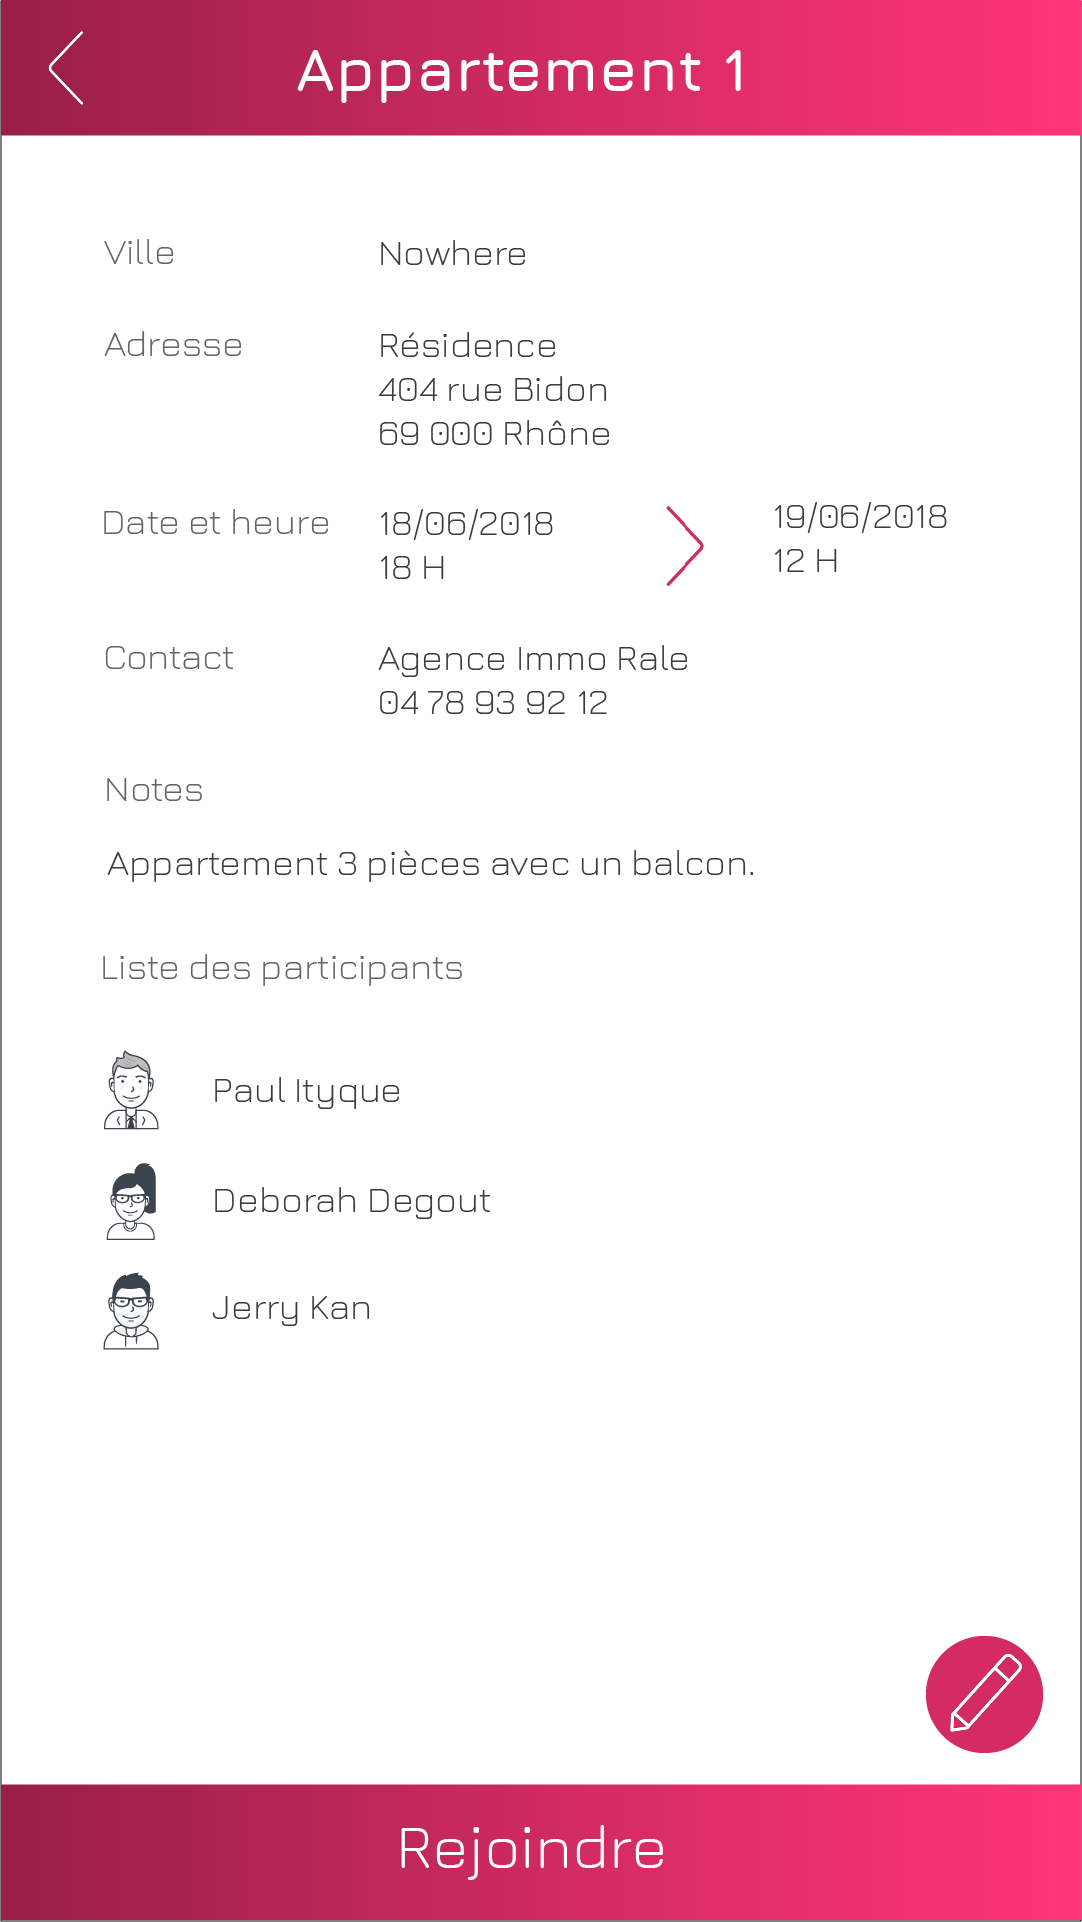 Appartement 1
Ville
Nowhere
Adresse
Résidence
404 rue Bidon
69 000 Rhône
Date et heure
18/06/2018
18 H
19/06/2018
12 H
Contact
Agence Immo Rale
04 78 93 92 12
Notes
Appartement 3 pièces avec un balcon.
Liste des participants
Paul Ityque
Deborah Degout
Jerry Kan
Rejoindre